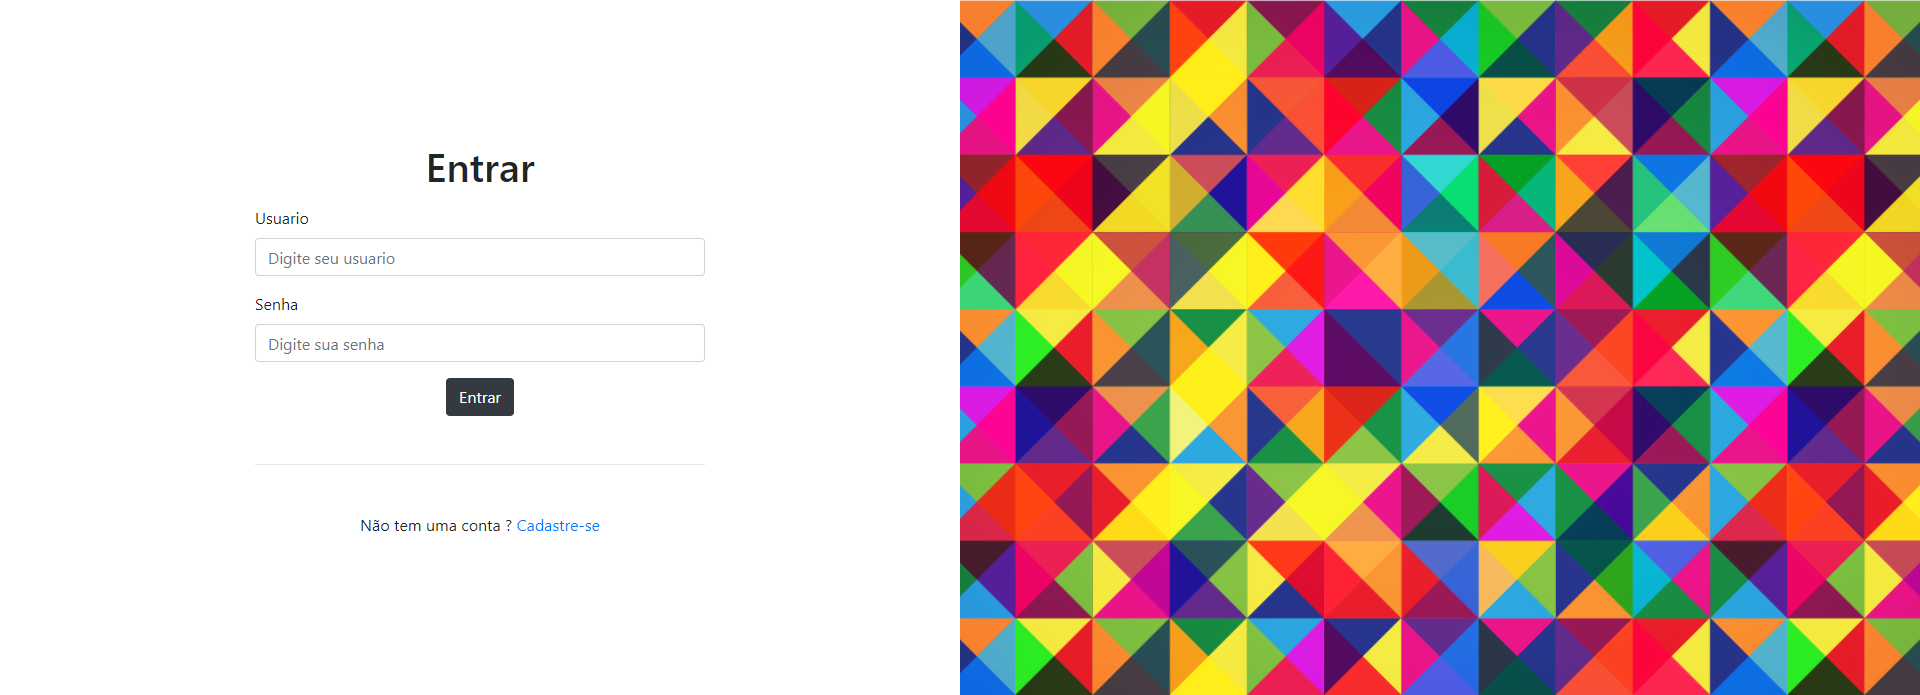 Entrar
Usuario
Digite seu usuario
Senha
Digite sua senha
Entrar
Não tem uma conta ? Cadastre-se